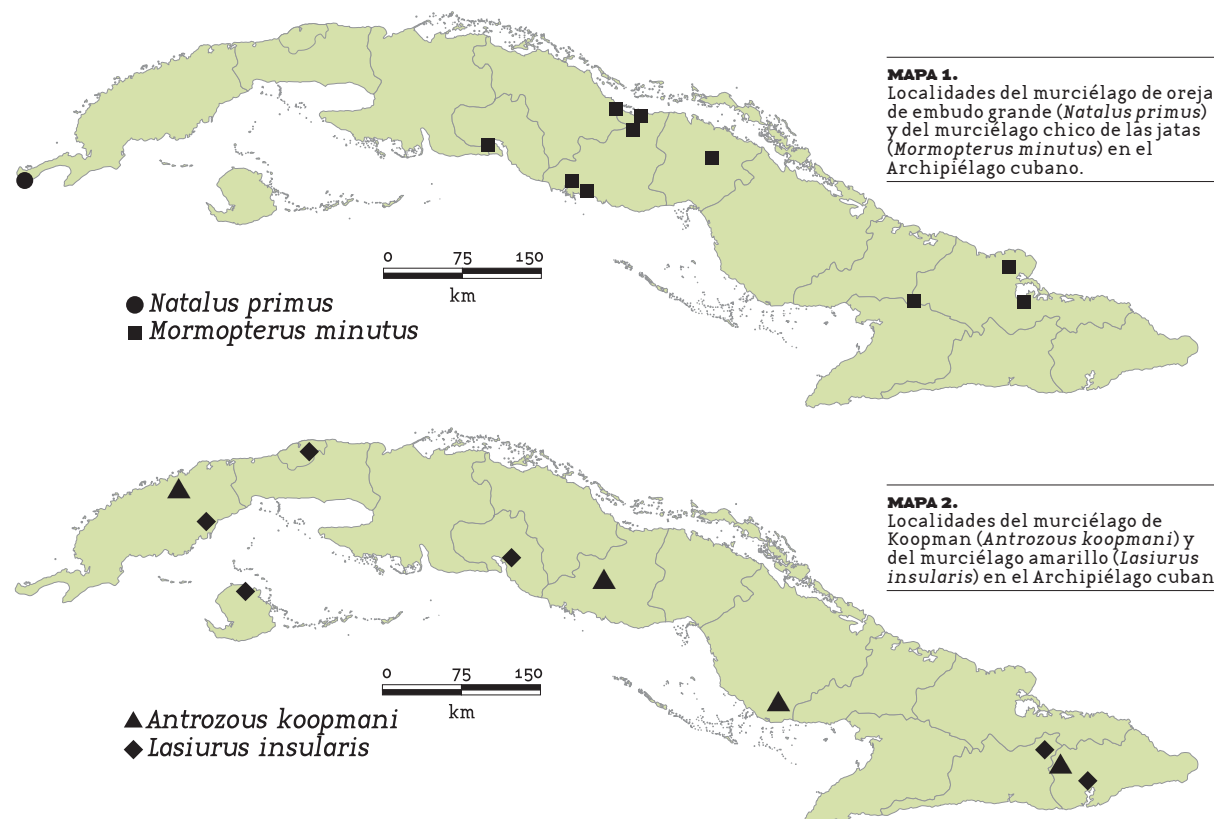 MAPA 1.
Localidades del murciélago de oreja
de embudo grande (Natalus primus)
y del murciélago chico de las jatas
(Mormopterus minutus) en el
Archipiélago cubano.
0 75 150
km
Natalus primus
Mormopterus minutus
MAPA 2.
Localidades del murciélago de
Koopman (Antrozous koopmani) y
del murciélago amarillo (Lasiurus
insularis) en el Archipiélago cuban
0 75 150
km
Antrozous koopmani
Lasiurus insularis